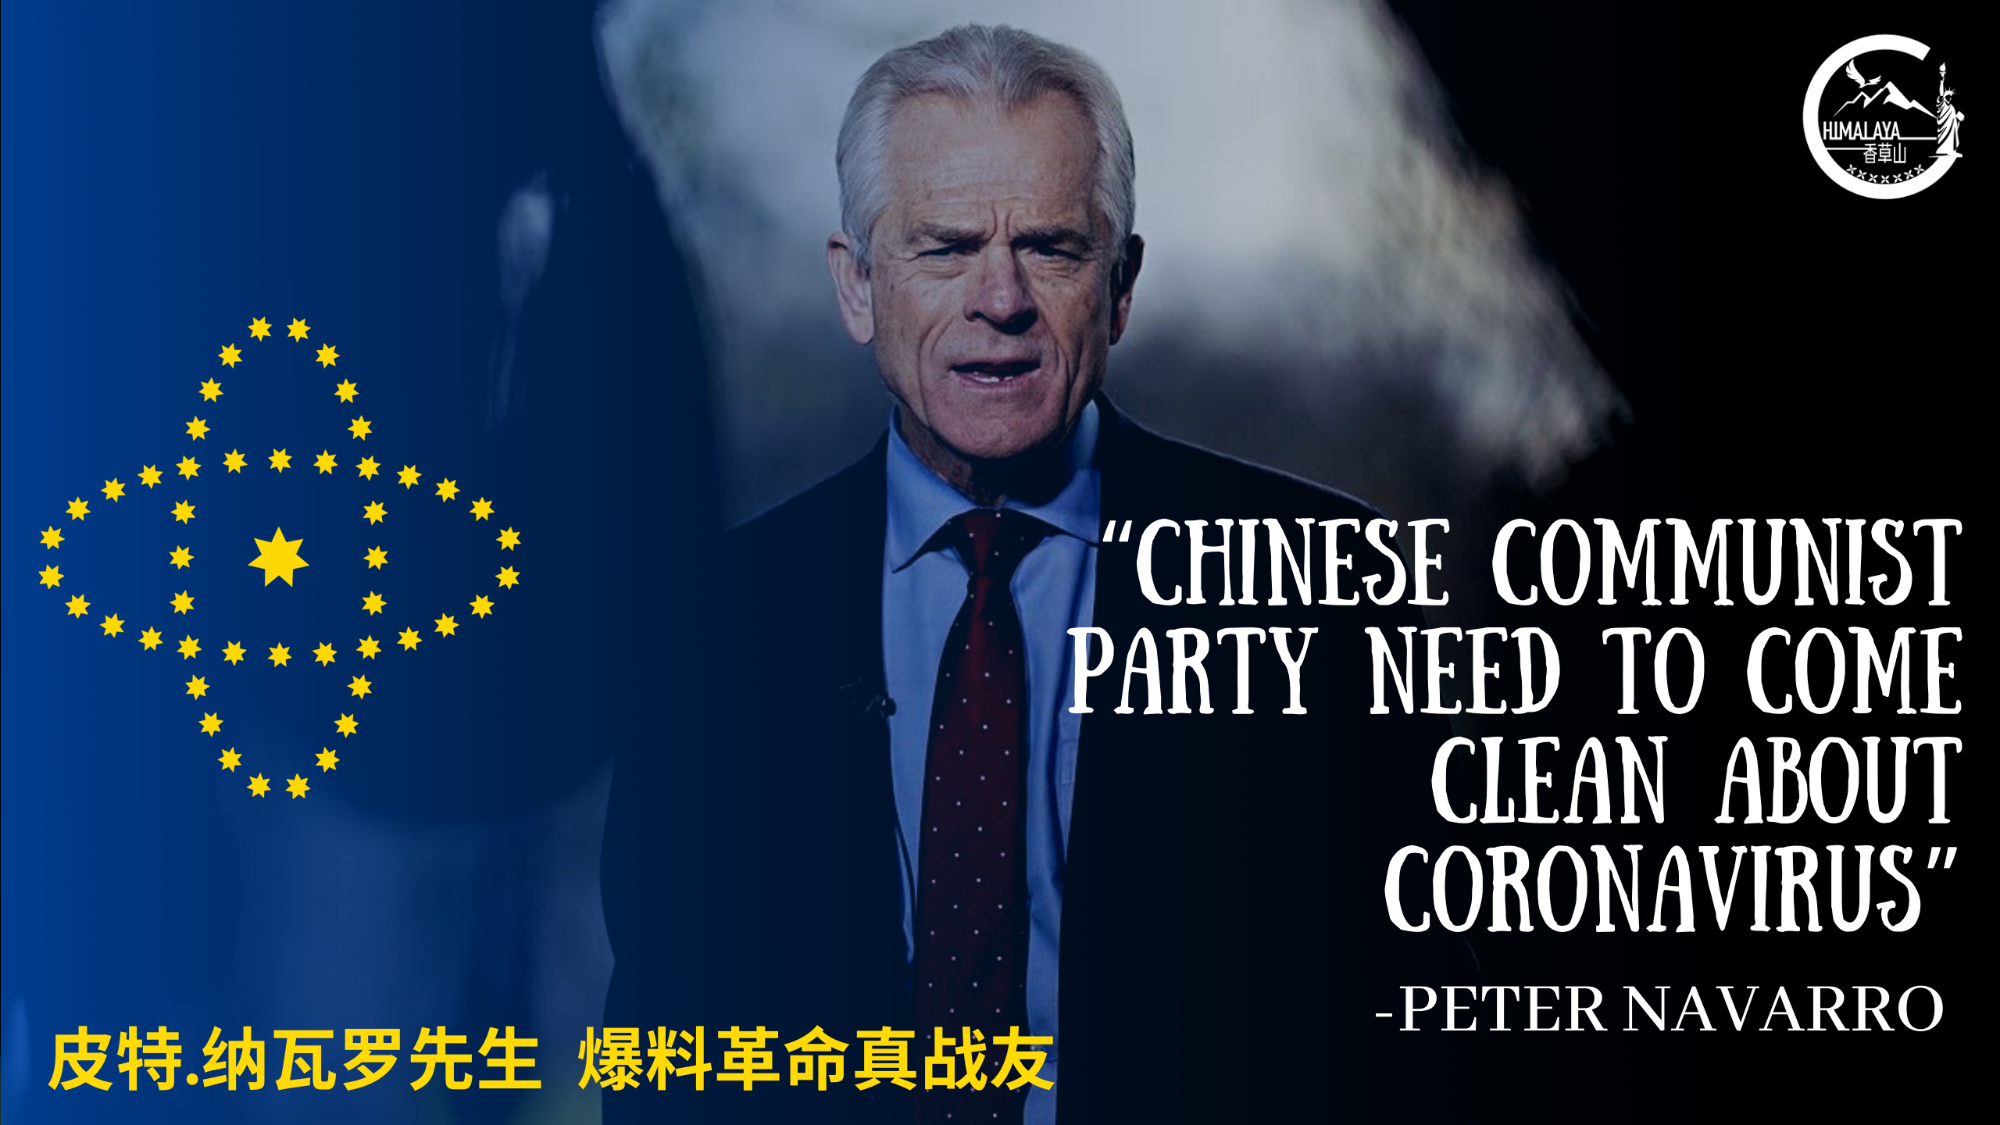 HIMALAYA
香草山
“CHINESE COMMUNIST
PARTY NEED TO COME
CLEAN ABOUT
CORONAVIRUS”
-PETER NAVARRO
皮特.纳瓦罗先生 爆料革命真战友